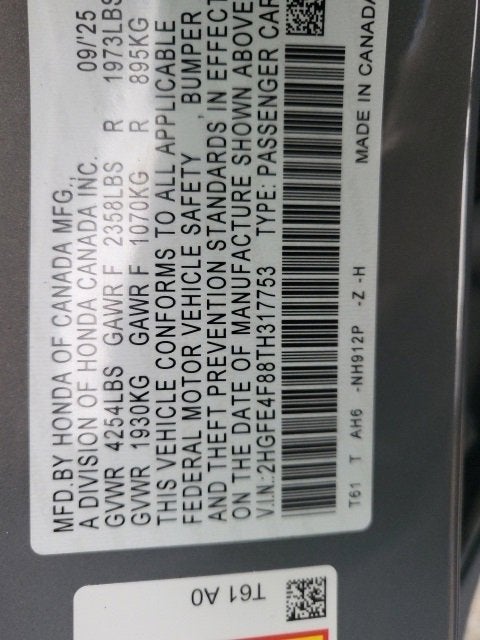 MFD.BY HONDA OF CANADA MFG., 09/'25
A DIVISION OF HONDA CANADA INC.
GVWR 4254LBS GAWR F 2358LBS R 1973LBS
GVWR 1930KG GAWR F 1070KG R 895KG
THIS VEHICLE CONFORMS TO ALL APPLICABLE
FEDERAL MOTOR VEHICLE SAFETY , BUMPER ,
AND THEFT PREVENTION STANDARDS IN EFFECT
ON THE DATE OF MANUFACTURE SHOWN ABOVE
V.I.N.:2HGFE4F88TH317753 TYPE: PASSENGER CAR
T61 T AH6 -NH912P -Z -H MADE IN CANADA
T61 A0